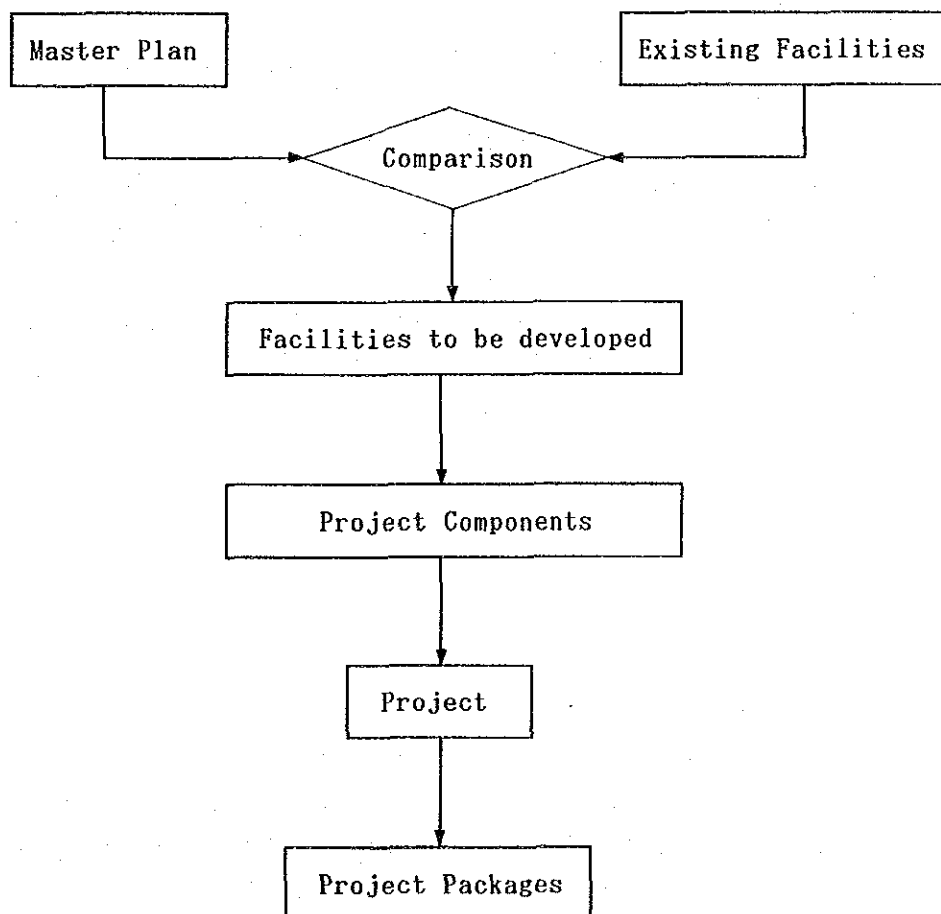 Master Plan
Existing Facilities
Comparison
Facilities to be developed
Project Components
Project
Project Packages